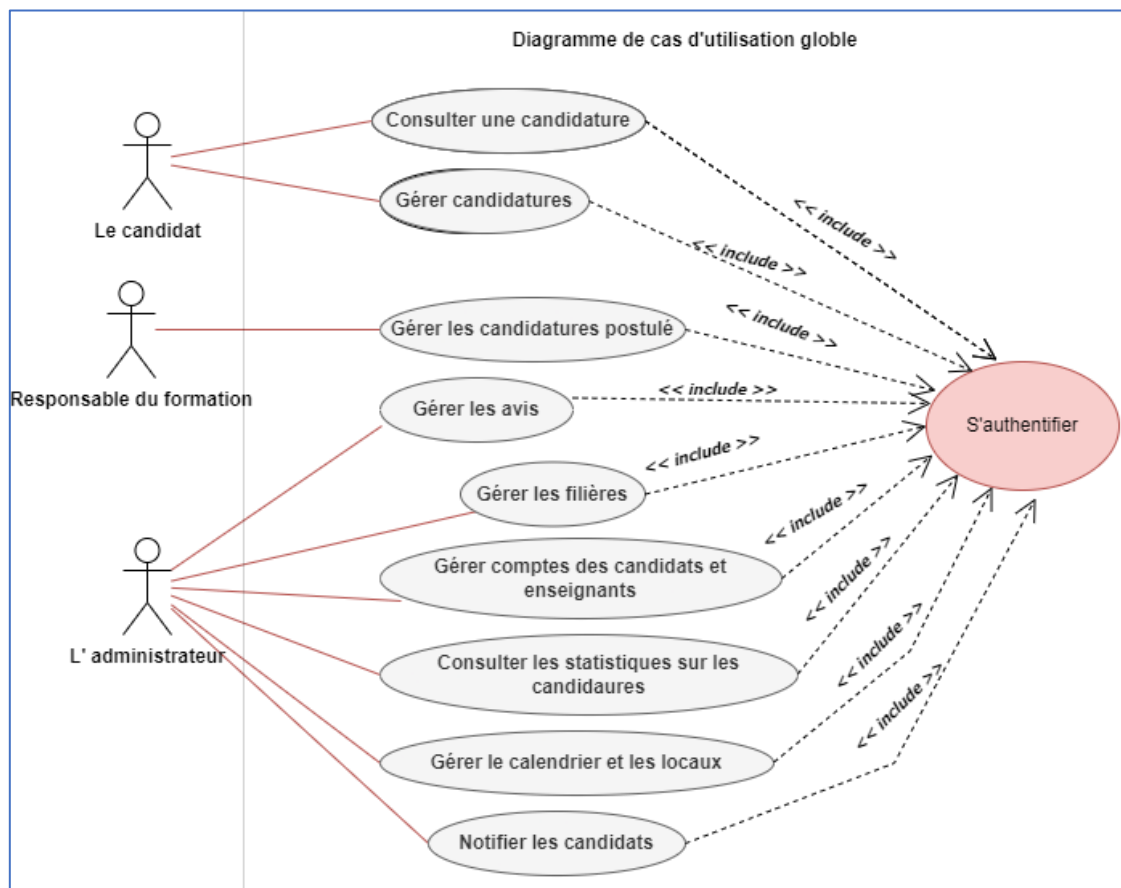 Diagramme de cas d'utilisation globle
Consulter une candidature
Le candidat
Gérer candidatures
<< include >>
<< include >>
Responsable du formation
Gérer les candidatures postulé
<< include >>
Gérer les avis
<< include >>
S'authentifier
Gérer les filières
<< include >>
L' administrateur
Gérer comptes des candidats et
enseignants
<< include >>
Consulter les statistiques sur les
candidaures
<< include >>
Gérer le calendrier et les locaux
<< include >>
Notifier les candidats
<< include >>